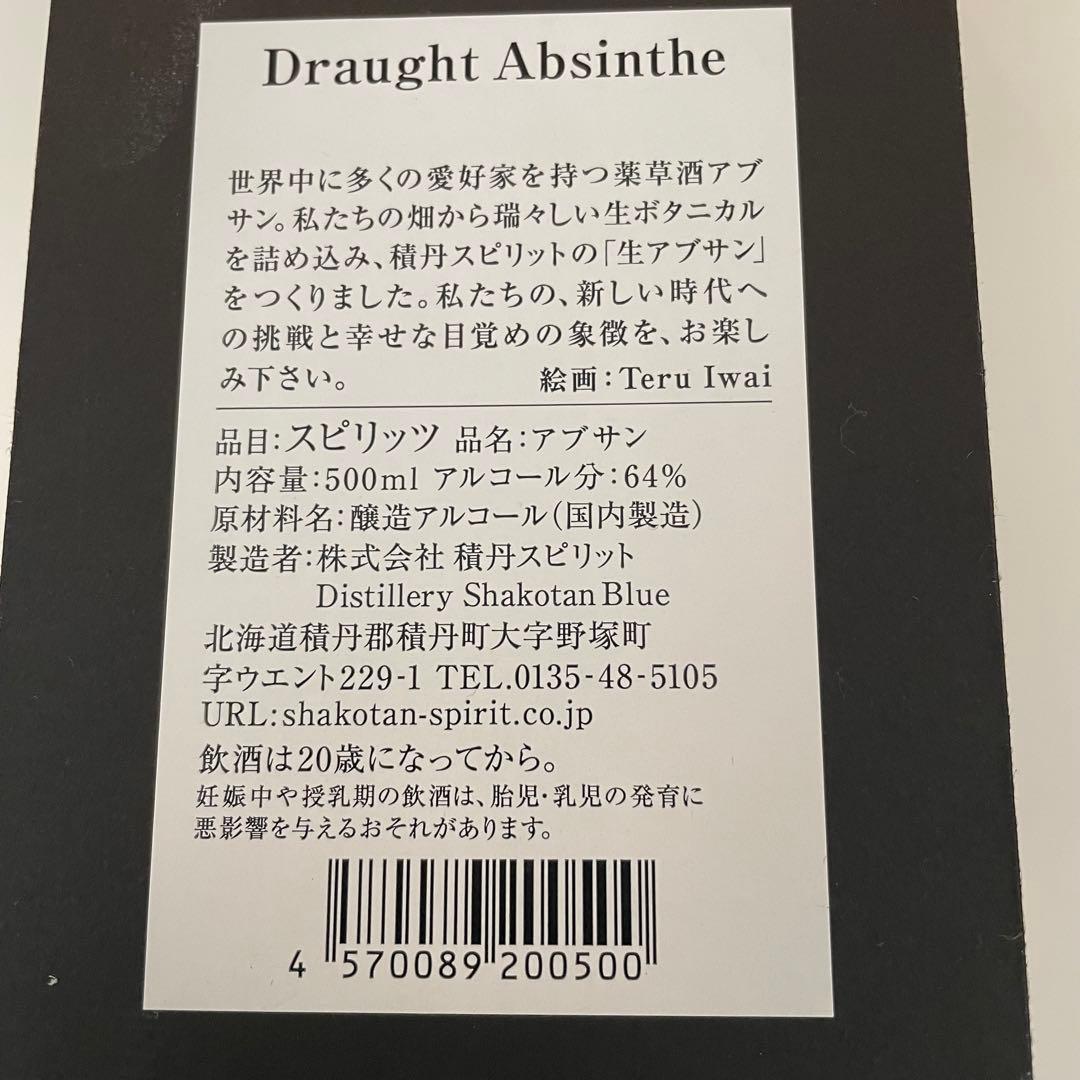 Draught Absinthe
世界中に多くの愛好家を持つ薬草酒アブ
サン。私たちの畑から瑞々しい生ボタニカル
を詰め込み、積丹スピリットの「生アブサン」
をつくりました。私たちの、新しい時代へ
の挑戦と幸せな目覚めの象徴を、お楽し
み下さい。 絵画：Teru Iwai
品目：スピリッツ 品名：アブサン
内容量：500ml アルコール分：64%
原材料名：醸造アルコール（国内製造）
製造者：株式会社 積丹スピリット
Distillery Shakotan Blue
北海道積丹郡積丹町大字野塚町
字ウエント229-1 TEL.0135-48-5105
URL:shakotan-spirit.co.jp
飲酒は20歳になってから。
妊娠中や授乳期の飲酒は、胎児・乳児の発育に
悪影響を与えるおそれがあります。
4 570089 200500